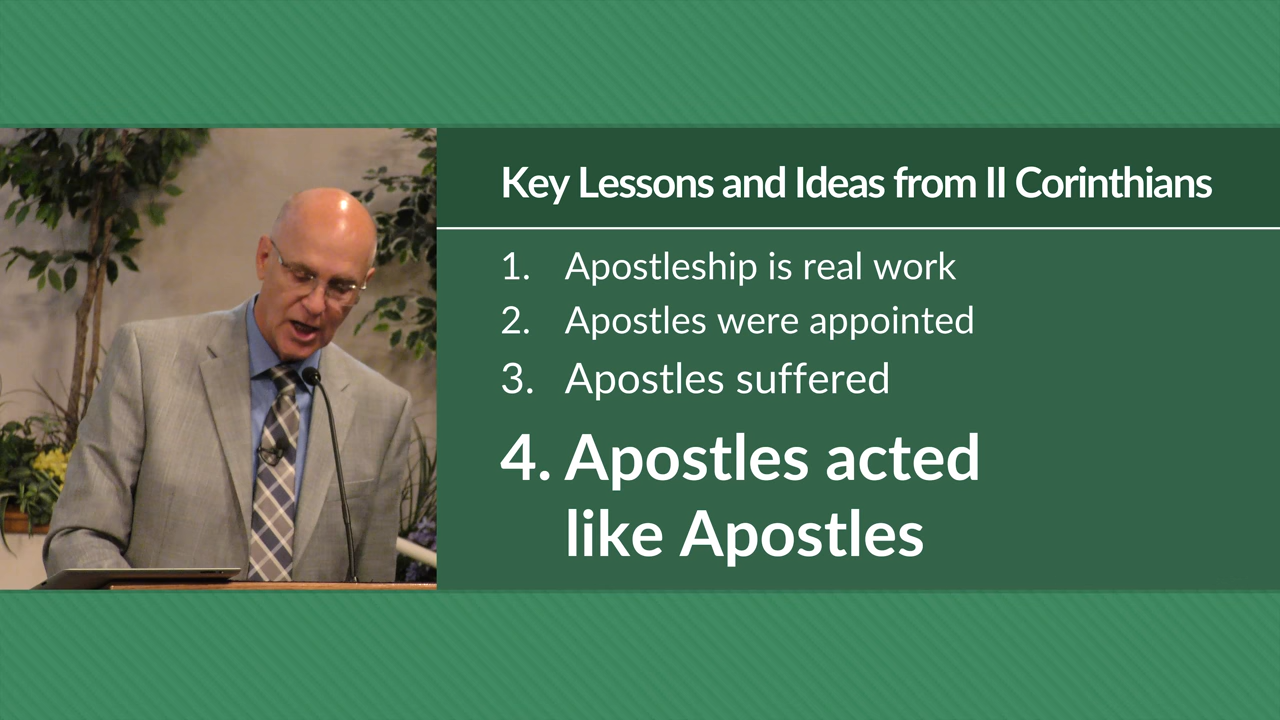 Key Lessons and Ideas from II Corinthians
1. Apostleship is real work
2. Apostles were appointed
3. Apostles suffered
4. Apostles acted
like Apostles